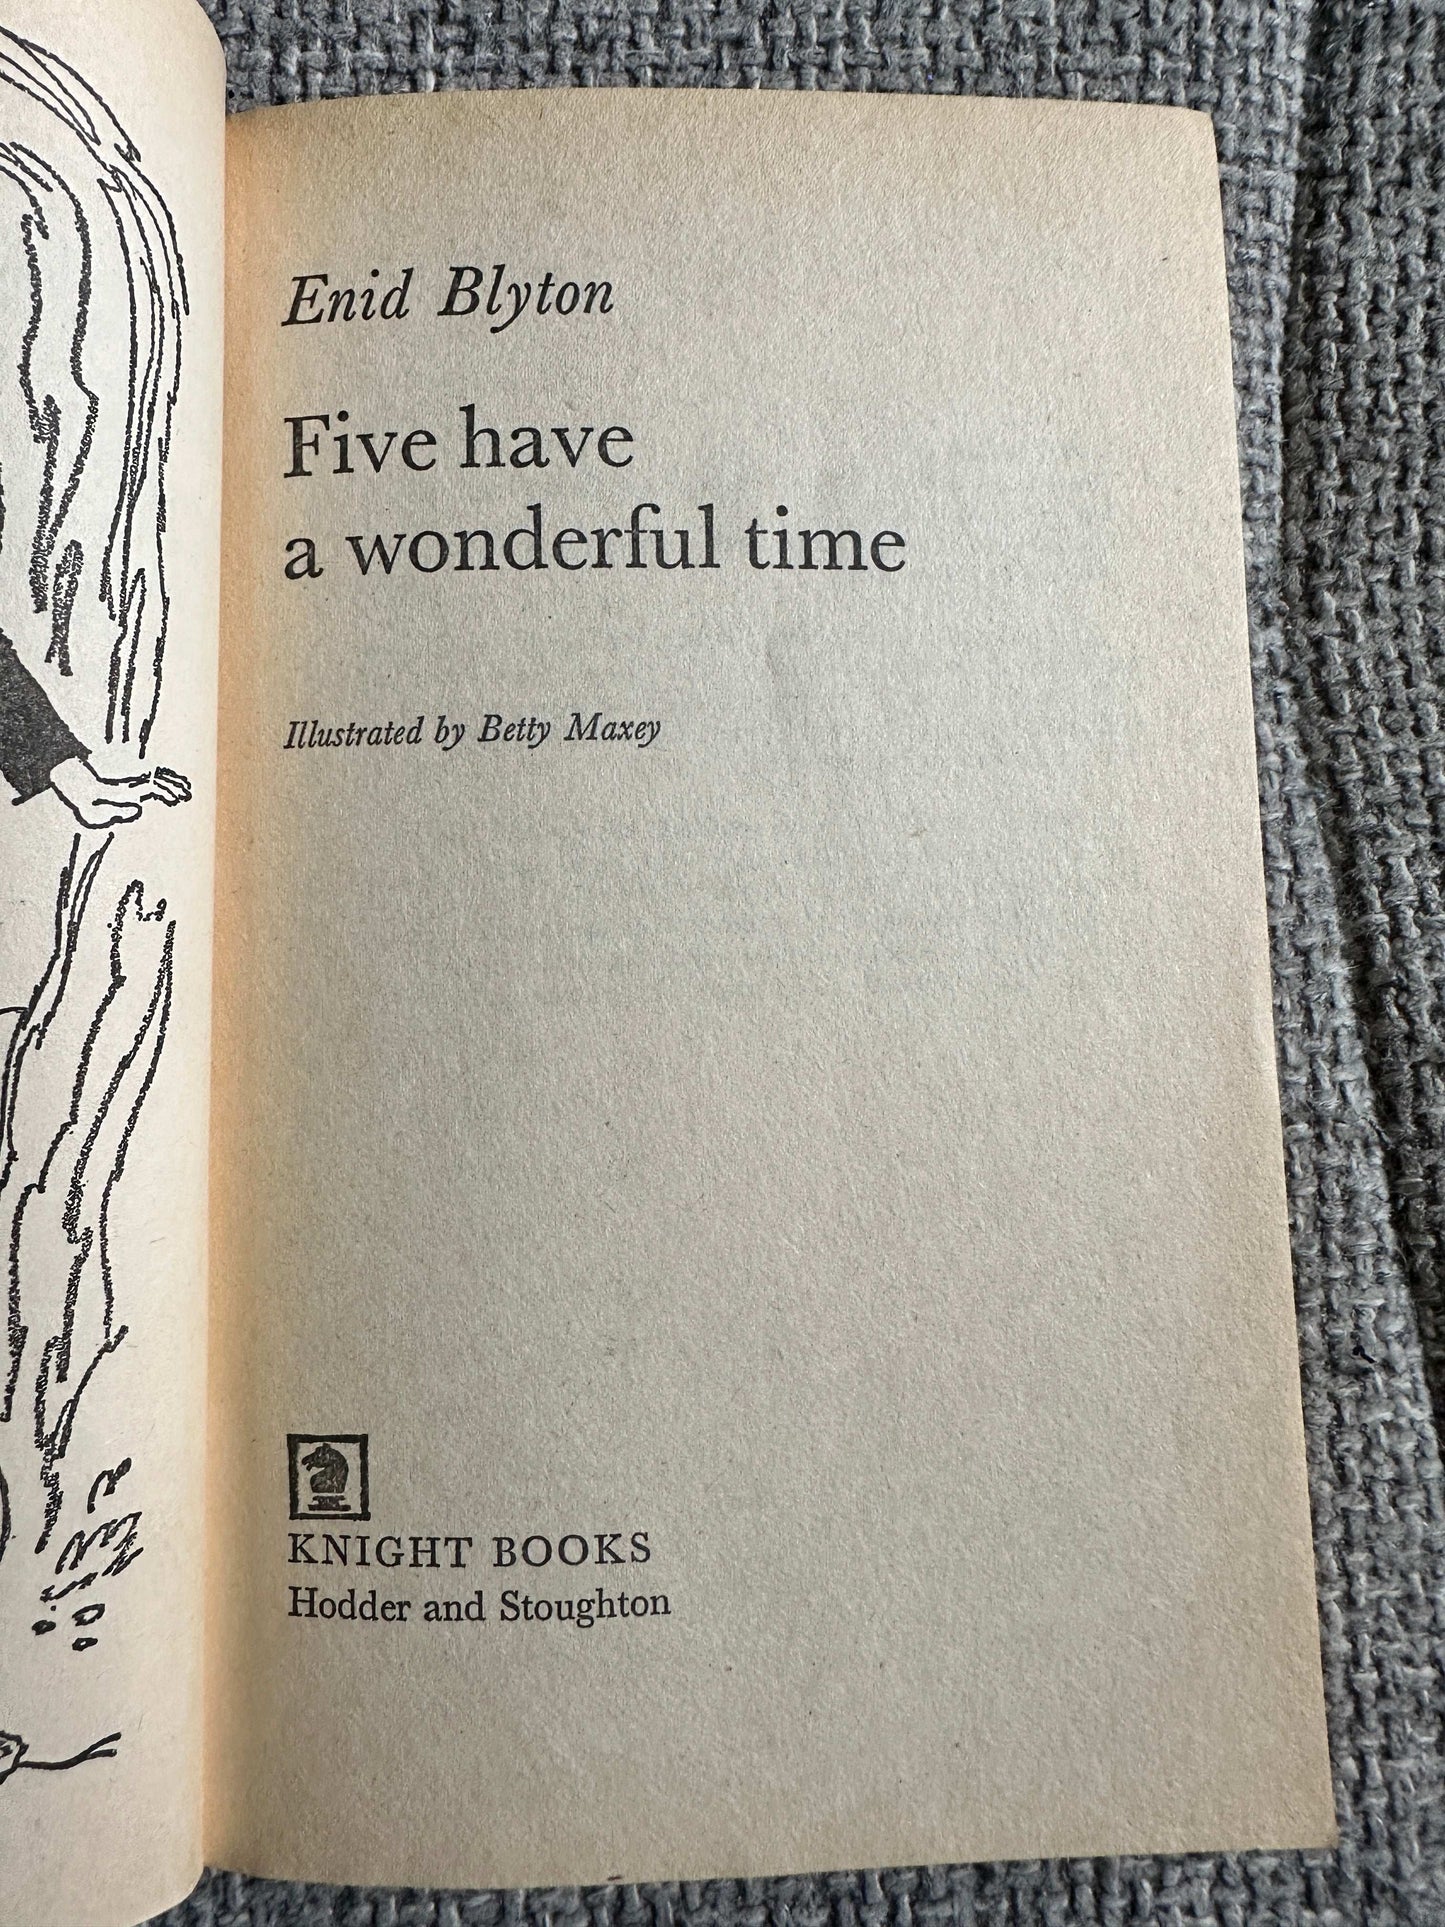 Enid Blyton
Five have
a wonderful time
Illustrated by Betty Maxey
KNIGHT BOOKS
Hodder and Stoughton